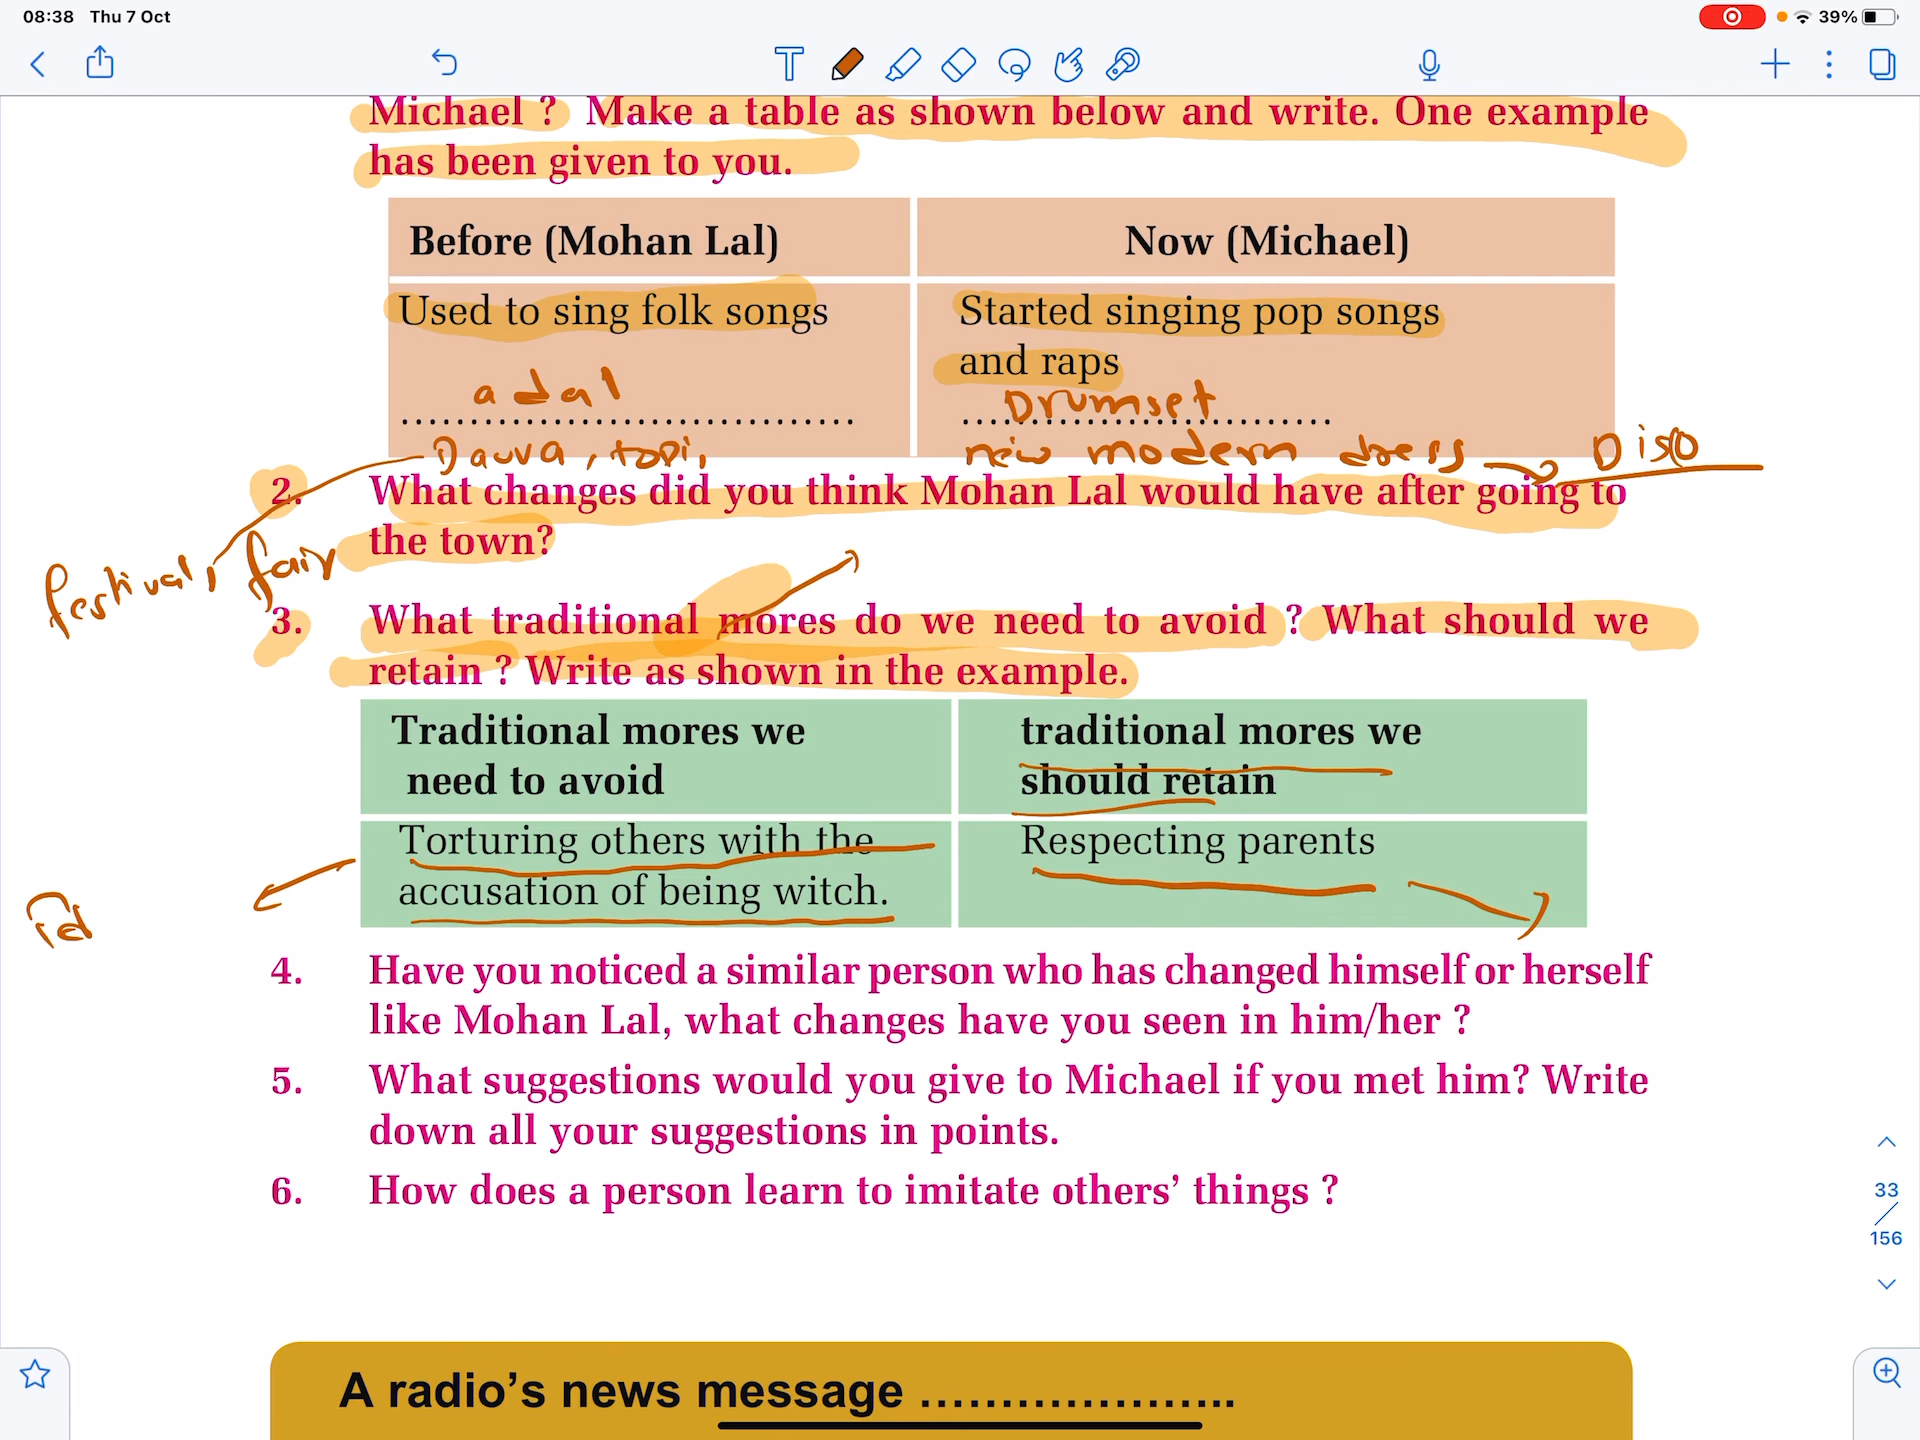 08:38 Thu 7 Oct
39%
Michael ? Make a table as shown below and write. One example
has been given to you.
Before (Mohan Lal)
Now (Michael)
Used to sing folk songs
Started singing pop songs
and raps
Drumset
.................................
............................
Daura, topi,
new modern dress
2. What changes did you think Mohan Lal would have after going to
the town?
festival, fair
3. What traditional mores do we need to avoid ? What should we
retain ? Write as shown in the example.
Traditional mores we
need to avoid
traditional mores we
should retain
Torturing others with the
accusation of being witch.
Respecting parents
4. Have you noticed a similar person who has changed himself or herself
like Mohan Lal, what changes have you seen in him/her ?
5. What suggestions would you give to Michael if you met him? Write
down all your suggestions in points.
6. How does a person learn to imitate others’ things ?
33
/
156
A radio’s news message ......................